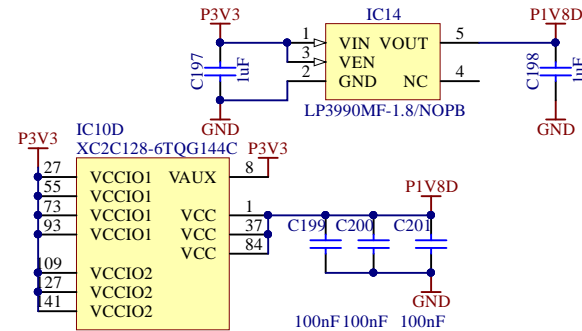 P3V3
IC14
P1V8D
1
VIN
VOUT
5
3
VEN
2
GND
NC
4
C197
1uF
C198
1uF
GND
LP3990MF-1.8/NOPB
GND
IC10D
P3V3
XC2C128-6TQG144C
P3V3
27
VCCIO1
VAUX
8
55
VCCIO1
73
VCCIO1
VCC
1
93
VCCIO1
VCC
37
VCC
84
109
VCCIO2
27
VCCIO2
141
VCCIO2
P1V8D
C199
C200
C201
GND
100nF
100nF
100nF